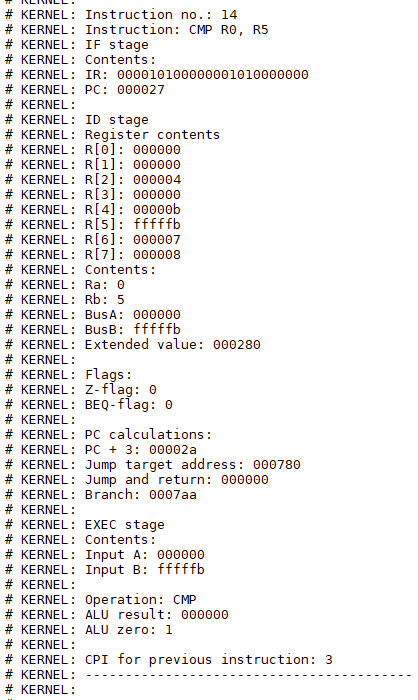 # KERNEL:
# KERNEL: Instruction no.: 14
# KERNEL: Instruction: CMP R0, R5
# KERNEL: IF stage
# KERNEL: Contents:
# KERNEL: IR: 000010100000001010000000
# KERNEL: PC: 000027
# KERNEL:
# KERNEL: ID stage
# KERNEL: Register contents
# KERNEL: R[0]: 000000
# KERNEL: R[1]: 000000
# KERNEL: R[2]: 000004
# KERNEL: R[3]: 000000
# KERNEL: R[4]: 00000b
# KERNEL: R[5]: fffffb
# KERNEL: R[6]: 000007
# KERNEL: R[7]: 000008
# KERNEL: Contents:
# KERNEL: Ra: 0
# KERNEL: Rb: 5
# KERNEL: BusA: 000000
# KERNEL: BusB: fffffb
# KERNEL: Extended value: 000280
# KERNEL:
# KERNEL: Flags:
# KERNEL: Z-flag: 0
# KERNEL: BEQ-flag: 0
# KERNEL:
# KERNEL: PC calculations:
# KERNEL: PC + 3: 00002a
# KERNEL: Jump target address: 000780
# KERNEL: Jump and return: 000000
# KERNEL: Branch: 0007aa
# KERNEL:
# KERNEL: EXEC stage
# KERNEL: Contents:
# KERNEL: Input A: 000000
# KERNEL: Input B: fffffb
# KERNEL:
# KERNEL: Operation: CMP
# KERNEL: ALU result: 000000
# KERNEL: ALU zero: 1
# KERNEL:
# KERNEL: CPI for previous instruction: 3
# KERNEL: -----------------------------------------
# KERNEL: